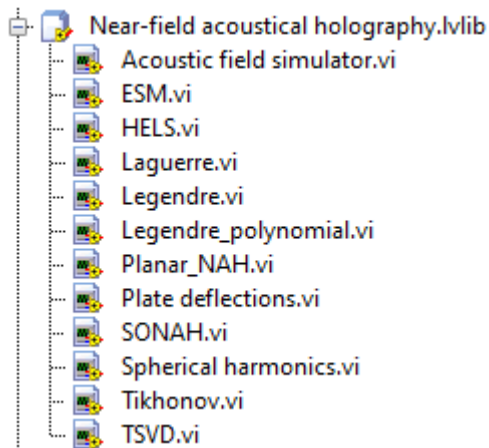 Near-field acoustical holography.lvlib
Acoustic field simulator.vi
ESM.vi
HELS.vi
Laguerre.vi
Legendre.vi
Legendre_polynomial.vi
Planar_NAH.vi
Plate deflections.vi
SONAH.vi
Spherical harmonics.vi
Tikhonov.vi
TSVD.vi